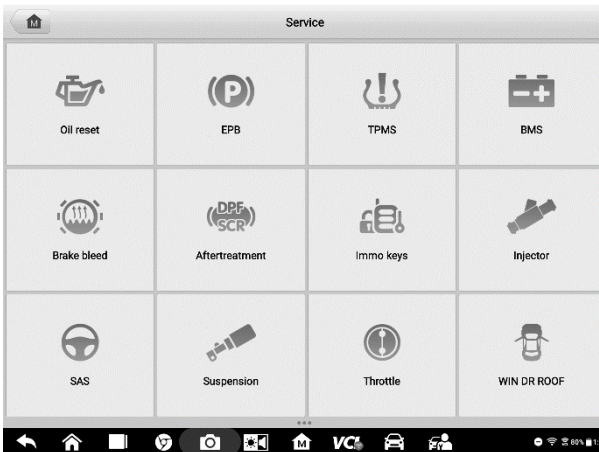 M
Service
Oil reset
EPB
TPMS
BMS
Brake bleed
DPF
SCR
Aftertreatment
Immo keys
Injector
SAS
Suspension
Throttle
WIN DR ROOF
M
VCI
80%